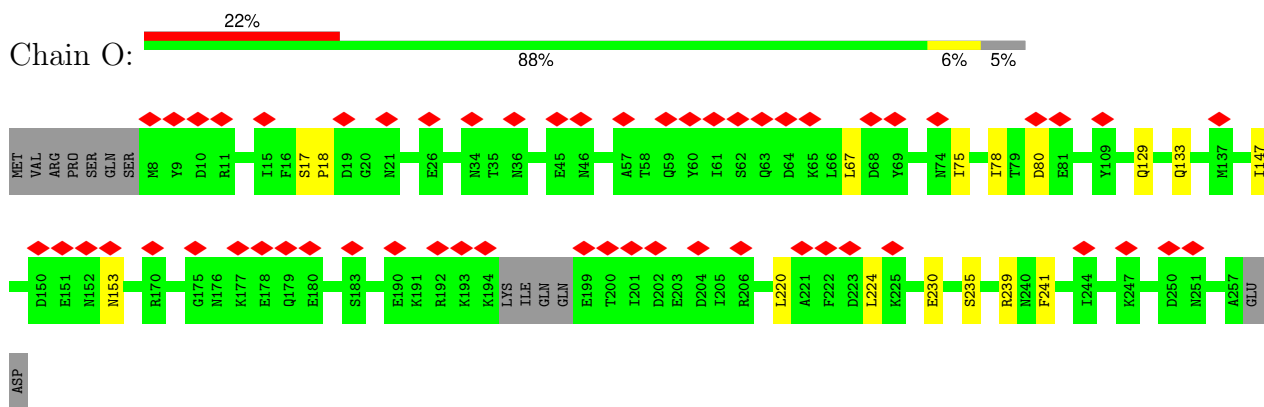 22%
Chain O:
88% 6% 5%
MET VAL ARG PRO SER GLN SER M8 Y9 D10 R11 I15 F16 S17 P18 D19 G20 N21 E26 N34 T35 N36 E45 N46 A57 T58 Q59 Y60 I61 S62 Q63 D64 K65 L66 L67 D68 Y69 N74 I75 I78 T79 D80 E81 Y109 Q129 Q133 M137 I147
D150 E151 N152 N153 R170 G175 N176 K177 E178 Q179 E180 S183 E190 K191 R192 K193 K194 LYS ILE GLN GLN E199 T200 I201 D202 E203 D204 I205 R206 L220 A221 F222 D223 L224 K225 E230 S235 R239 N240 F241 I244 K247 D250 N251 A257 GLU
ASP